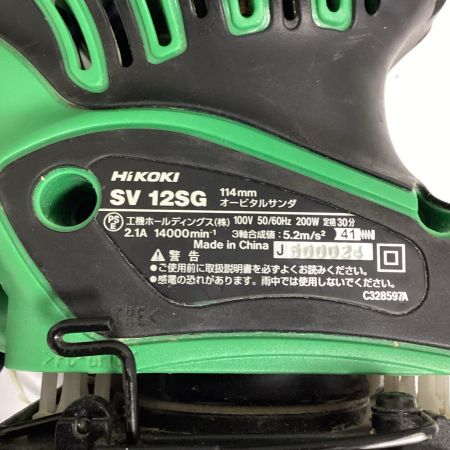 HiKOKI
SV 12SG 114mm オービタルサンダ
PS E 工機ホールディングス(株) 100V 50/60Hz 200W 定格30分
2.1A 14000min⁻¹ 3軸合成値：5.2m/s² 41
Made in China J
⚠ 警告
●ご使用前に取扱説明書を必ずよくお読みください。
●感電の恐れがあります。雨中では使用しないでください。
C328597A